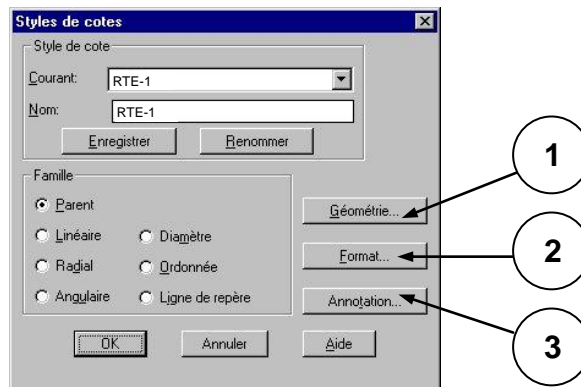 Styles de cotes
Style de cote
Courant: RTE-1
Nom: RTE-1
Enregistrer Renommer
Famille
Parent
Linéaire Diamètre
Radial Ordonnée
Angulaire Ligne de repère
Géométrie...
Format...
Annotation...
OK Annuler Aide
1
2
3